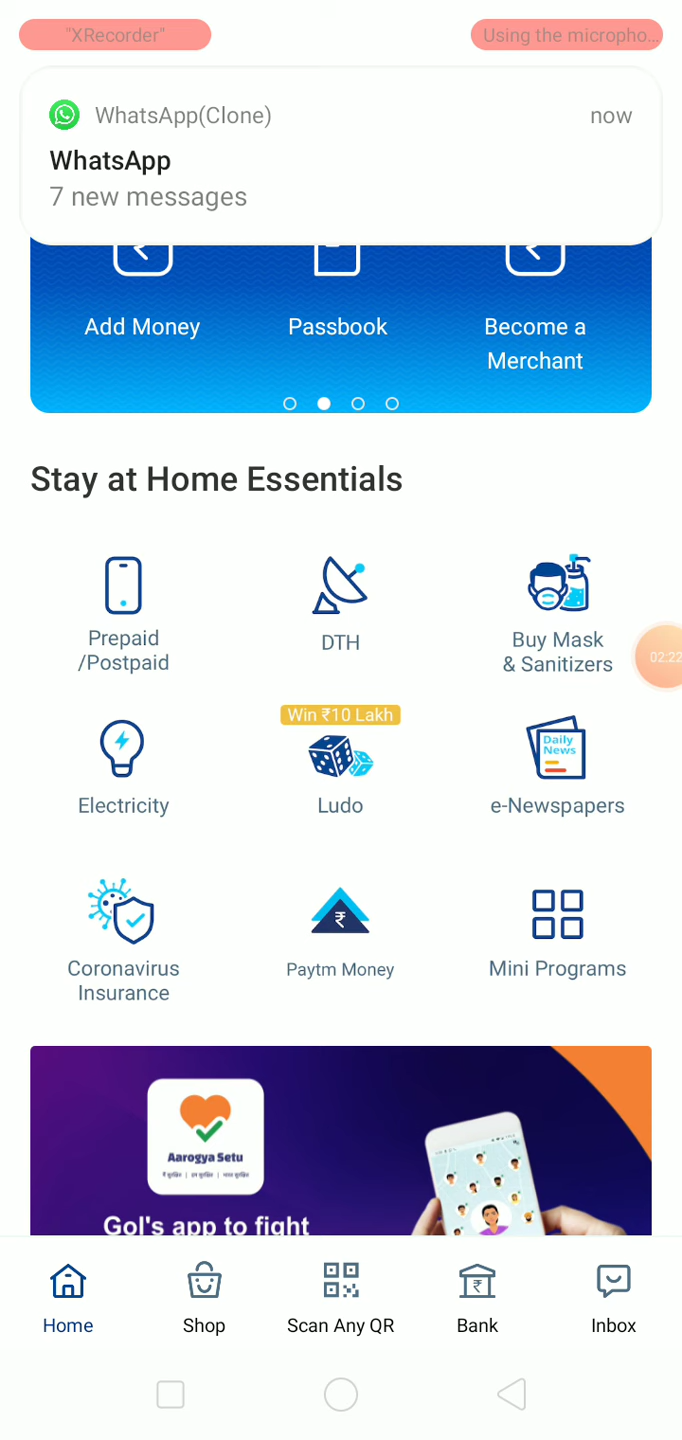 "XRecorder"
Using the micropho...
WhatsApp(Clone)
now
WhatsApp
7 new messages
Add Money
Passbook
Become a
Merchant
Stay at Home Essentials
Prepaid
/Postpaid
DTH
Buy Mask
& Sanitizers
02:22
Win ₹10 Lakh
Daily
News
Electricity
Ludo
e-Newspapers
₹
Coronavirus
Insurance
Paytm Money
Mini Programs
Aarogya Setu
GoI's app to fight
₹
Home
Shop
Scan Any QR
Bank
Inbox